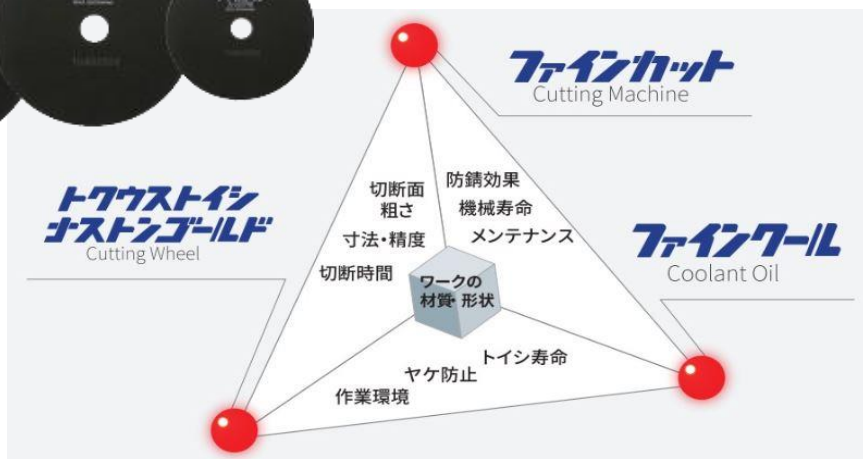 ファインカット
Cutting Machine
トクウストイシ
ナストンゴールド
Cutting Wheel
ファインクール
Coolant Oil
切断面
粗さ
寸法・精度
切断時間
防錆効果
機械寿命
メンテナンス
ワークの
材質・形状
トイシ寿命
ヤケ防止
作業環境